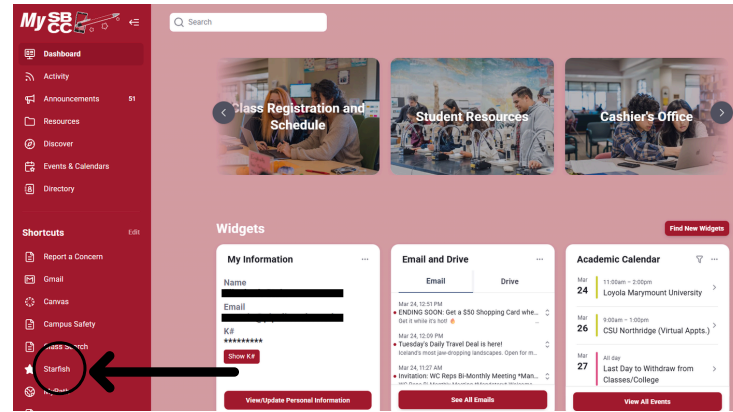 My SB
CC
Search
Dashboard
Activity
Announcements 51
Resources
Discover
Events & Calendars
Directory
Shortcuts Edit
Report a Concern
Gmail
Canvas
Campus Safety
Class Search
Starfish
Class Registration and
Schedule
Student Resources
Cashier's Office
Widgets
Find New Widgets
My Information
Name
Email
K#
*********
Show K#
View/Update Personal Information
Email and Drive
Email Drive
Mar 24, 12:51 PM
ENDING SOON: Get a $50 Shopping Card whe...
Get it while it's hot! 🔥
Mar 24, 12:09 PM
Tuesday's Daily Travel Deal is here!
Iceland's most jaw-dropping landscapes. Open for m...
Mar 24, 11:27 AM
Invitation: WC Reps Bi-Monthly Meeting *Man...
See All Emails
Academic Calendar
Mar
24
11:00am – 2:00pm
Loyola Marymount University
Mar
26
9:00am – 1:00pm
CSU Northridge (Virtual Appts.)
Mar
27
All day
Last Day to Withdraw from
Classes/College
View All Events